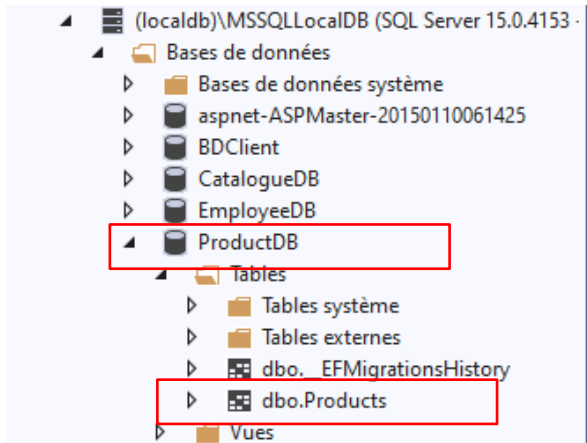 (localdb)\MSSQLLocalDB (SQL Server 15.0.4153 -
Bases de données
Bases de données système
aspnet-ASPMaster-20150110061425
BDClient
CatalogueDB
EmployeeDB
ProductDB
Tables
Tables système
Tables externes
dbo.__EFMigrationsHistory
dbo.Products
Vues